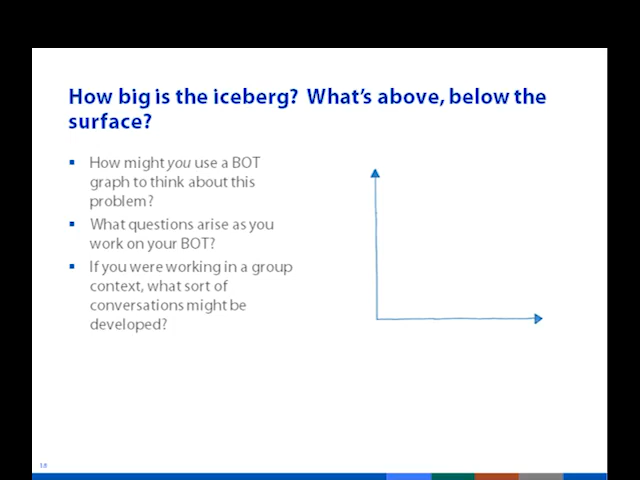 How big is the iceberg? What's above, below the
surface?
▪ How might you use a BOT
graph to think about this
problem?
▪ What questions arise as you
work on your BOT?
▪ If you were working in a group
context, what sort of
conversations might be
developed?